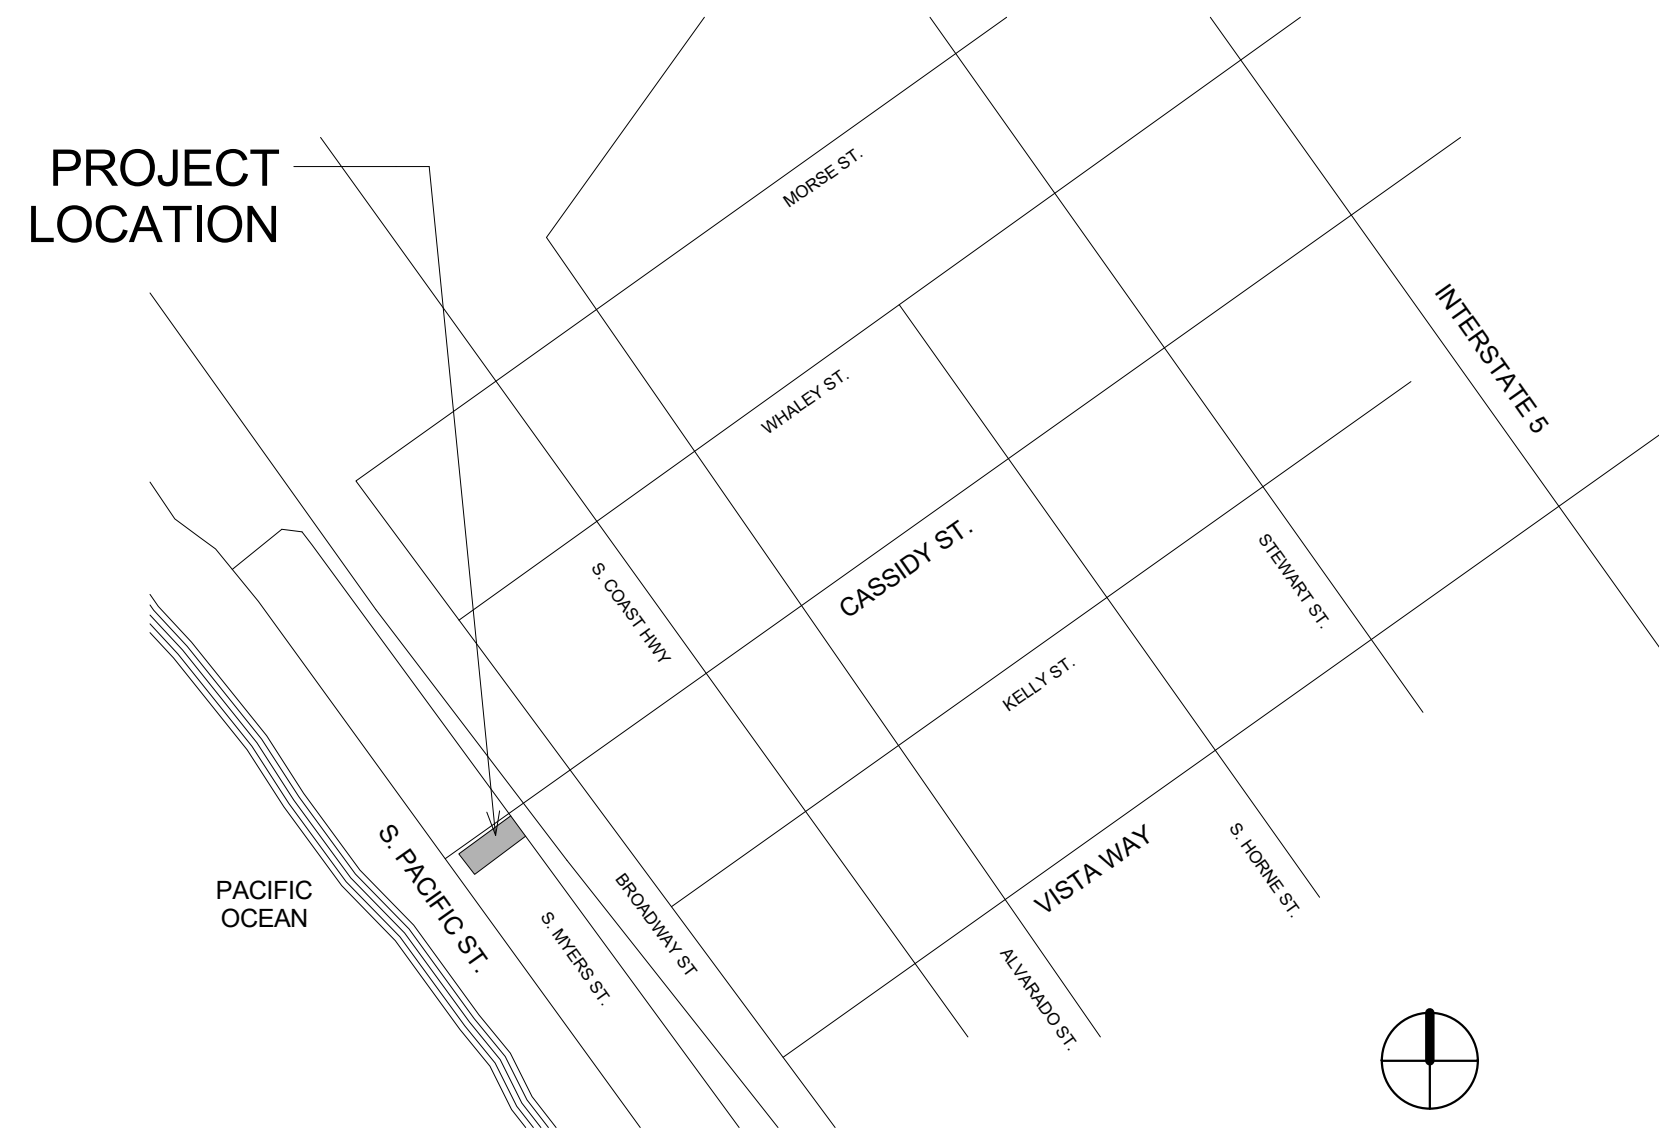 PROJECT
LOCATION
MORSE ST.
WHALEY ST.
INTERSTATE 5
CASSIDY ST.
S. COAST HWY
STEWART ST.
KELLY ST.
S. PACIFIC ST.
PACIFIC
OCEAN
S. MYERS ST.
BROADWAY ST
VISTA WAY
S. HORNE ST.
ALVARADO ST.